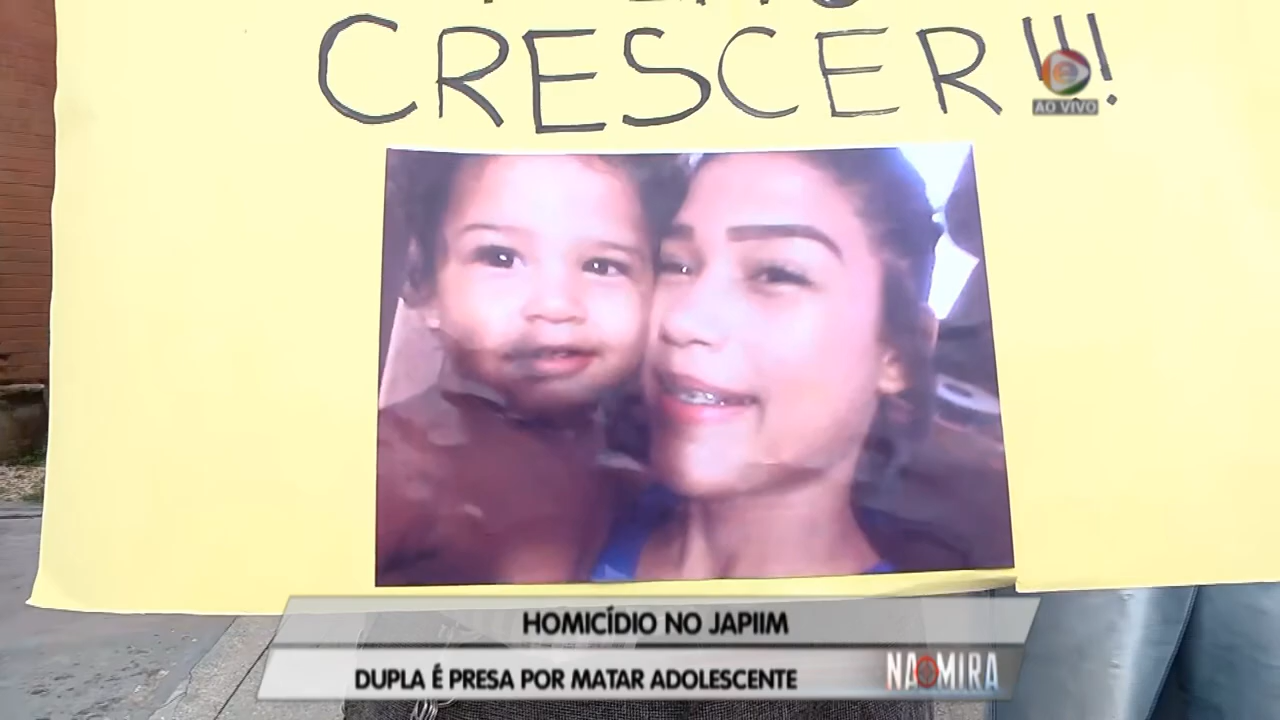 CRESCER!!!
AO VIVO
HOMICÍDIO NO JAPIIM
DUPLA É PRESA POR MATAR ADOLESCENTE
NA MIRA